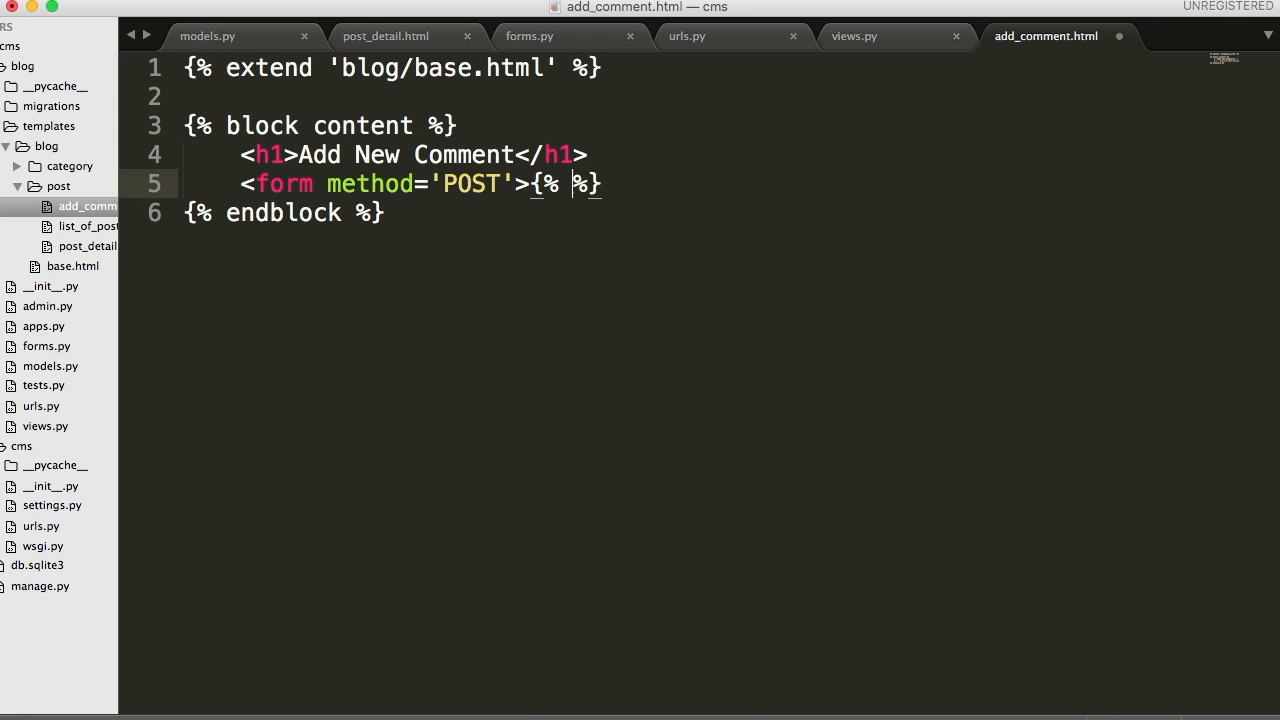 add_comment.html — cms
UNREGISTERED
models.py
post_detail.html
forms.py
urls.py
views.py
add_comment.html
RS
cms
blog
__pycache__
migrations
templates
blog
category
post
add_comm
list_of_post
post_detail
base.html
__init__.py
admin.py
apps.py
forms.py
models.py
tests.py
urls.py
views.py
cms
__pycache__
__init__.py
settings.py
urls.py
wsgi.py
db.sqlite3
manage.py
1 {% extend 'blog/base.html' %}
2
3 {% block content %}
4 <h1>Add New Comment</h1>
5 <form method='POST'>{% %}
6 {% endblock %}